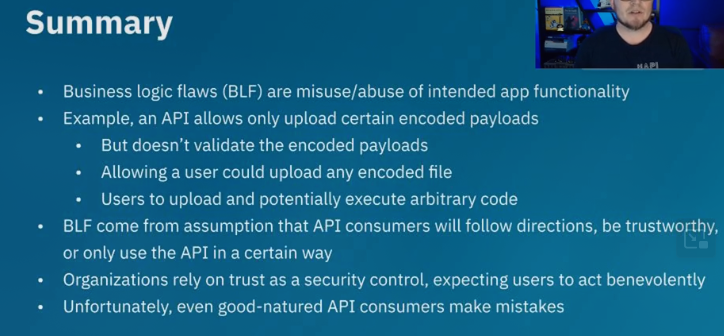 Summary
• Business logic flaws (BLF) are misuse/abuse of intended app functionality
• Example, an API allows only upload certain encoded payloads
• But doesn't validate the encoded payloads
• Allowing a user could upload any encoded file
• Users to upload and potentially execute arbitrary code
• BLF come from assumption that API consumers will follow directions, be trustworthy,
or only use the API in a certain way
• Organizations rely on trust as a security control, expecting users to act benevolently
• Unfortunately, even good-natured API consumers make mistakes